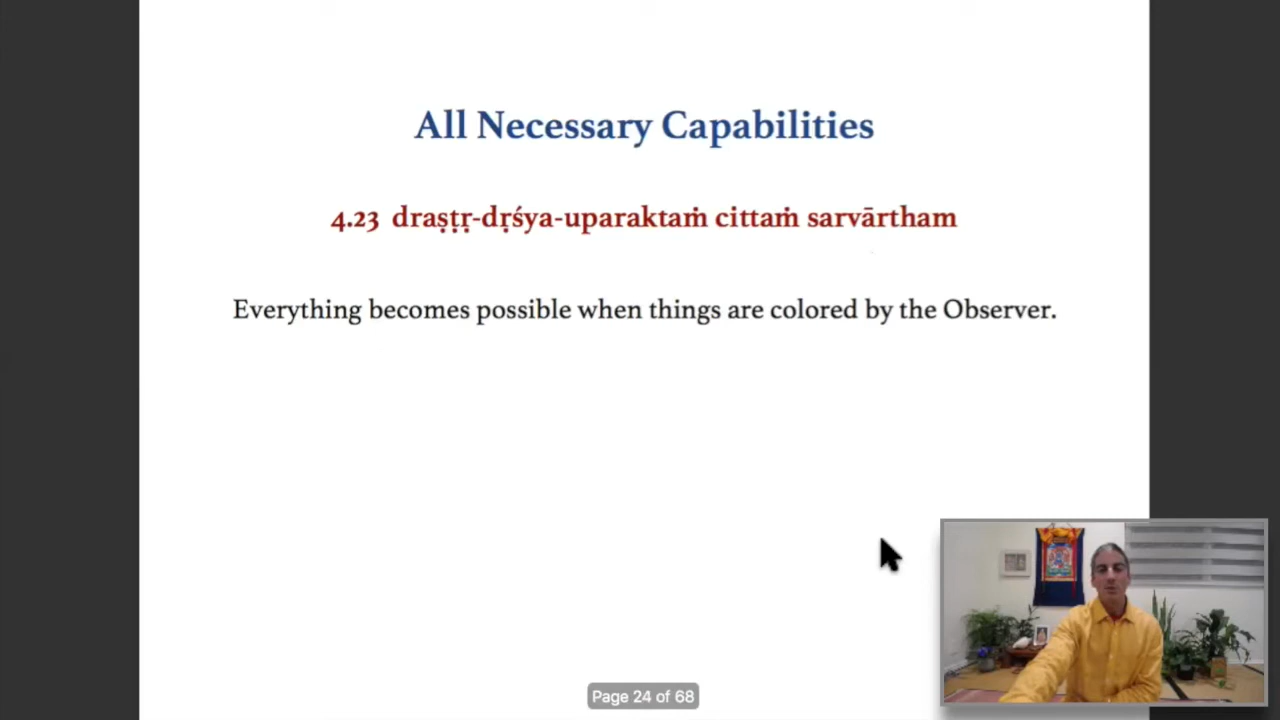 All Necessary Capabilities
4.23 draṣṭṛ-dṛśya-uparaktaṁ cittaṁ sarvārtham
Everything becomes possible when things are colored by the Observer.
Page 24 of 68